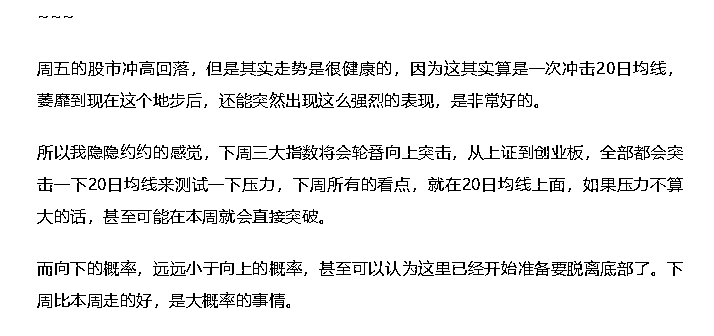 ~~~
周五的股市冲高回落，但是其实走势是很健康的，因为这其实算是一次冲击20日均线，
萎靡到现在这个地步后，还能突然出现这么强烈的表现，是非常好的。
所以我隐隐约约的感觉，下周三大指数将会轮番向上突击，从上证到创业板，全部都会突
击一下20日均线来测试一下压力，下周所有的看点，就在20日均线上面，如果压力不算
大的话，甚至可能在本周就会直接突破。
而向下的概率，远远小于向上的概率，甚至可以认为这里已经开始准备要脱离底部了。下
周比本周走的好，是大概率的事情。